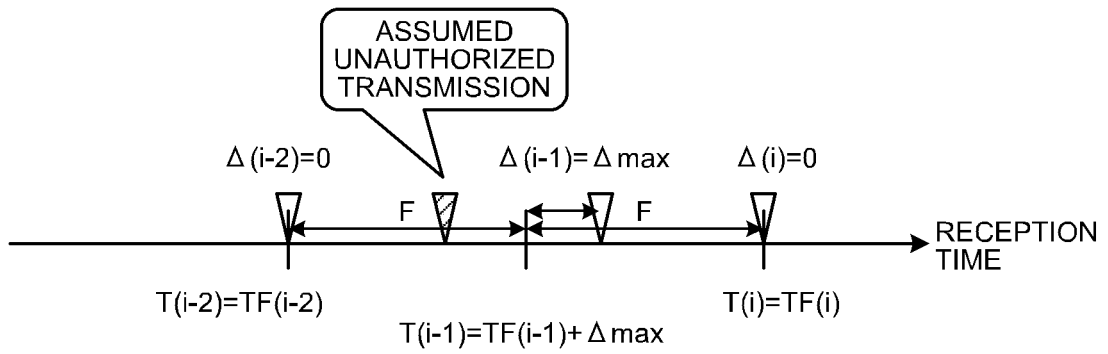 ASSUMED
UNAUTHORIZED
TRANSMISSION
Δ(i-2)=0
Δ(i-1)=Δmax
Δ(i)=0
F
F
RECEPTION
TIME
T(i-2)=TF(i-2)
T(i)=TF(i)
T(i-1)=TF(i-1)+Δmax